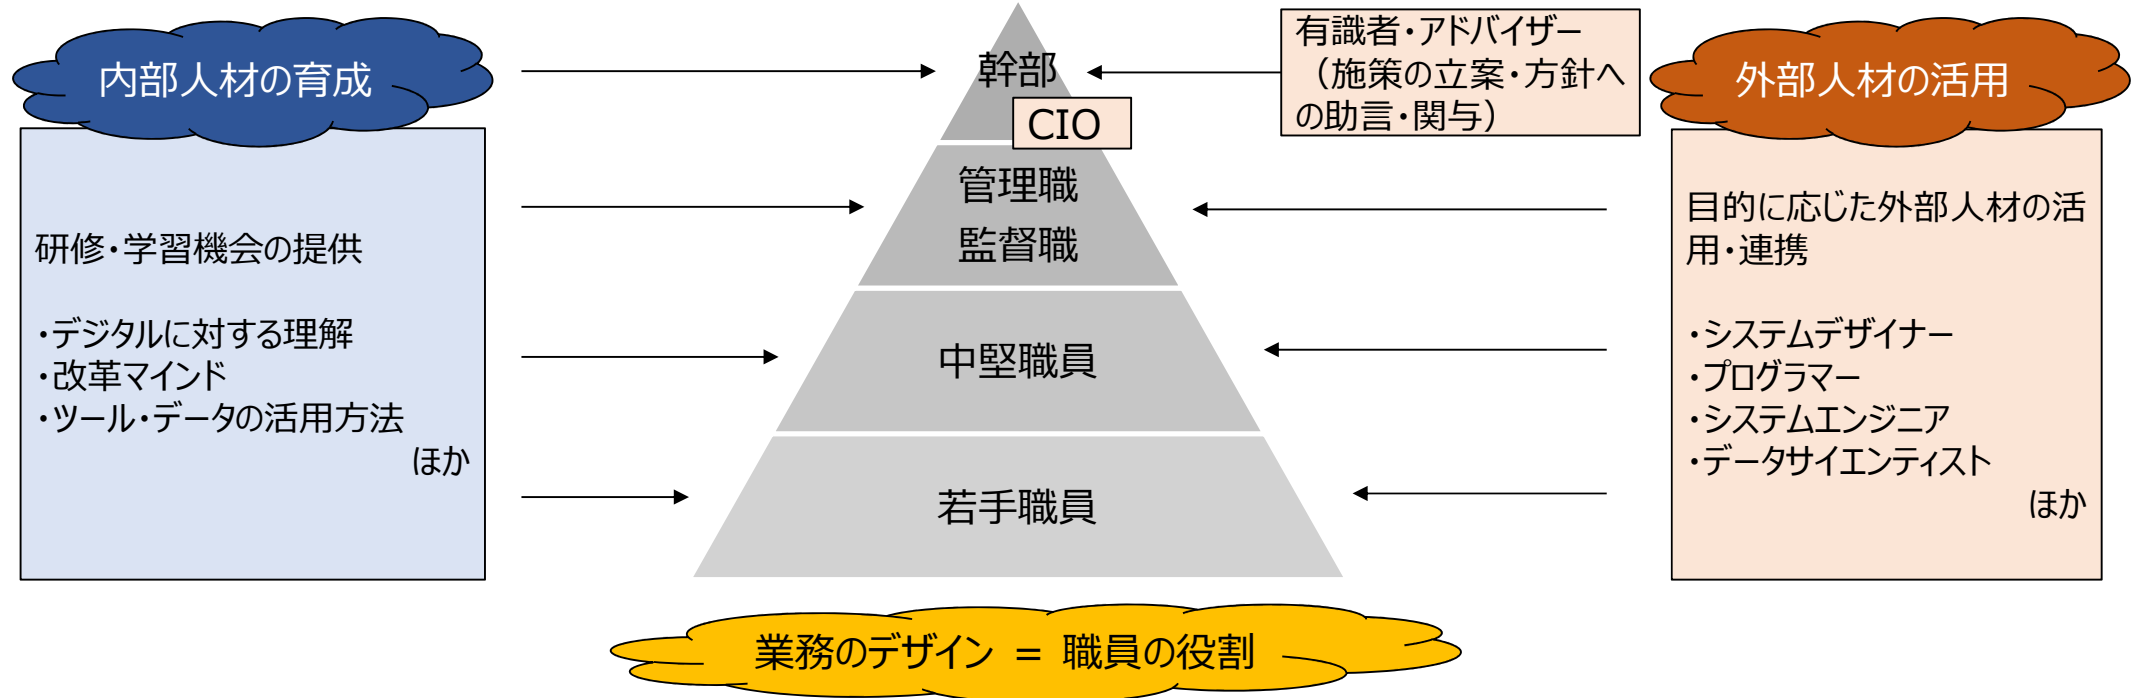 内部人材の育成
研修・学習機会の提供
・デジタルに対する理解
・改革マインド
・ツール・データの活用方法
ほか
幹部
CIO
管理職
監督職
中堅職員
若手職員
有識者・アドバイザー
（施策の立案・方針へ
の助言・関与）
外部人材の活用
目的に応じた外部人材の活
用・連携
・システムデザイナー
・プログラマー
・システムエンジニア
・データサイエンティスト
ほか
業務のデザイン = 職員の役割